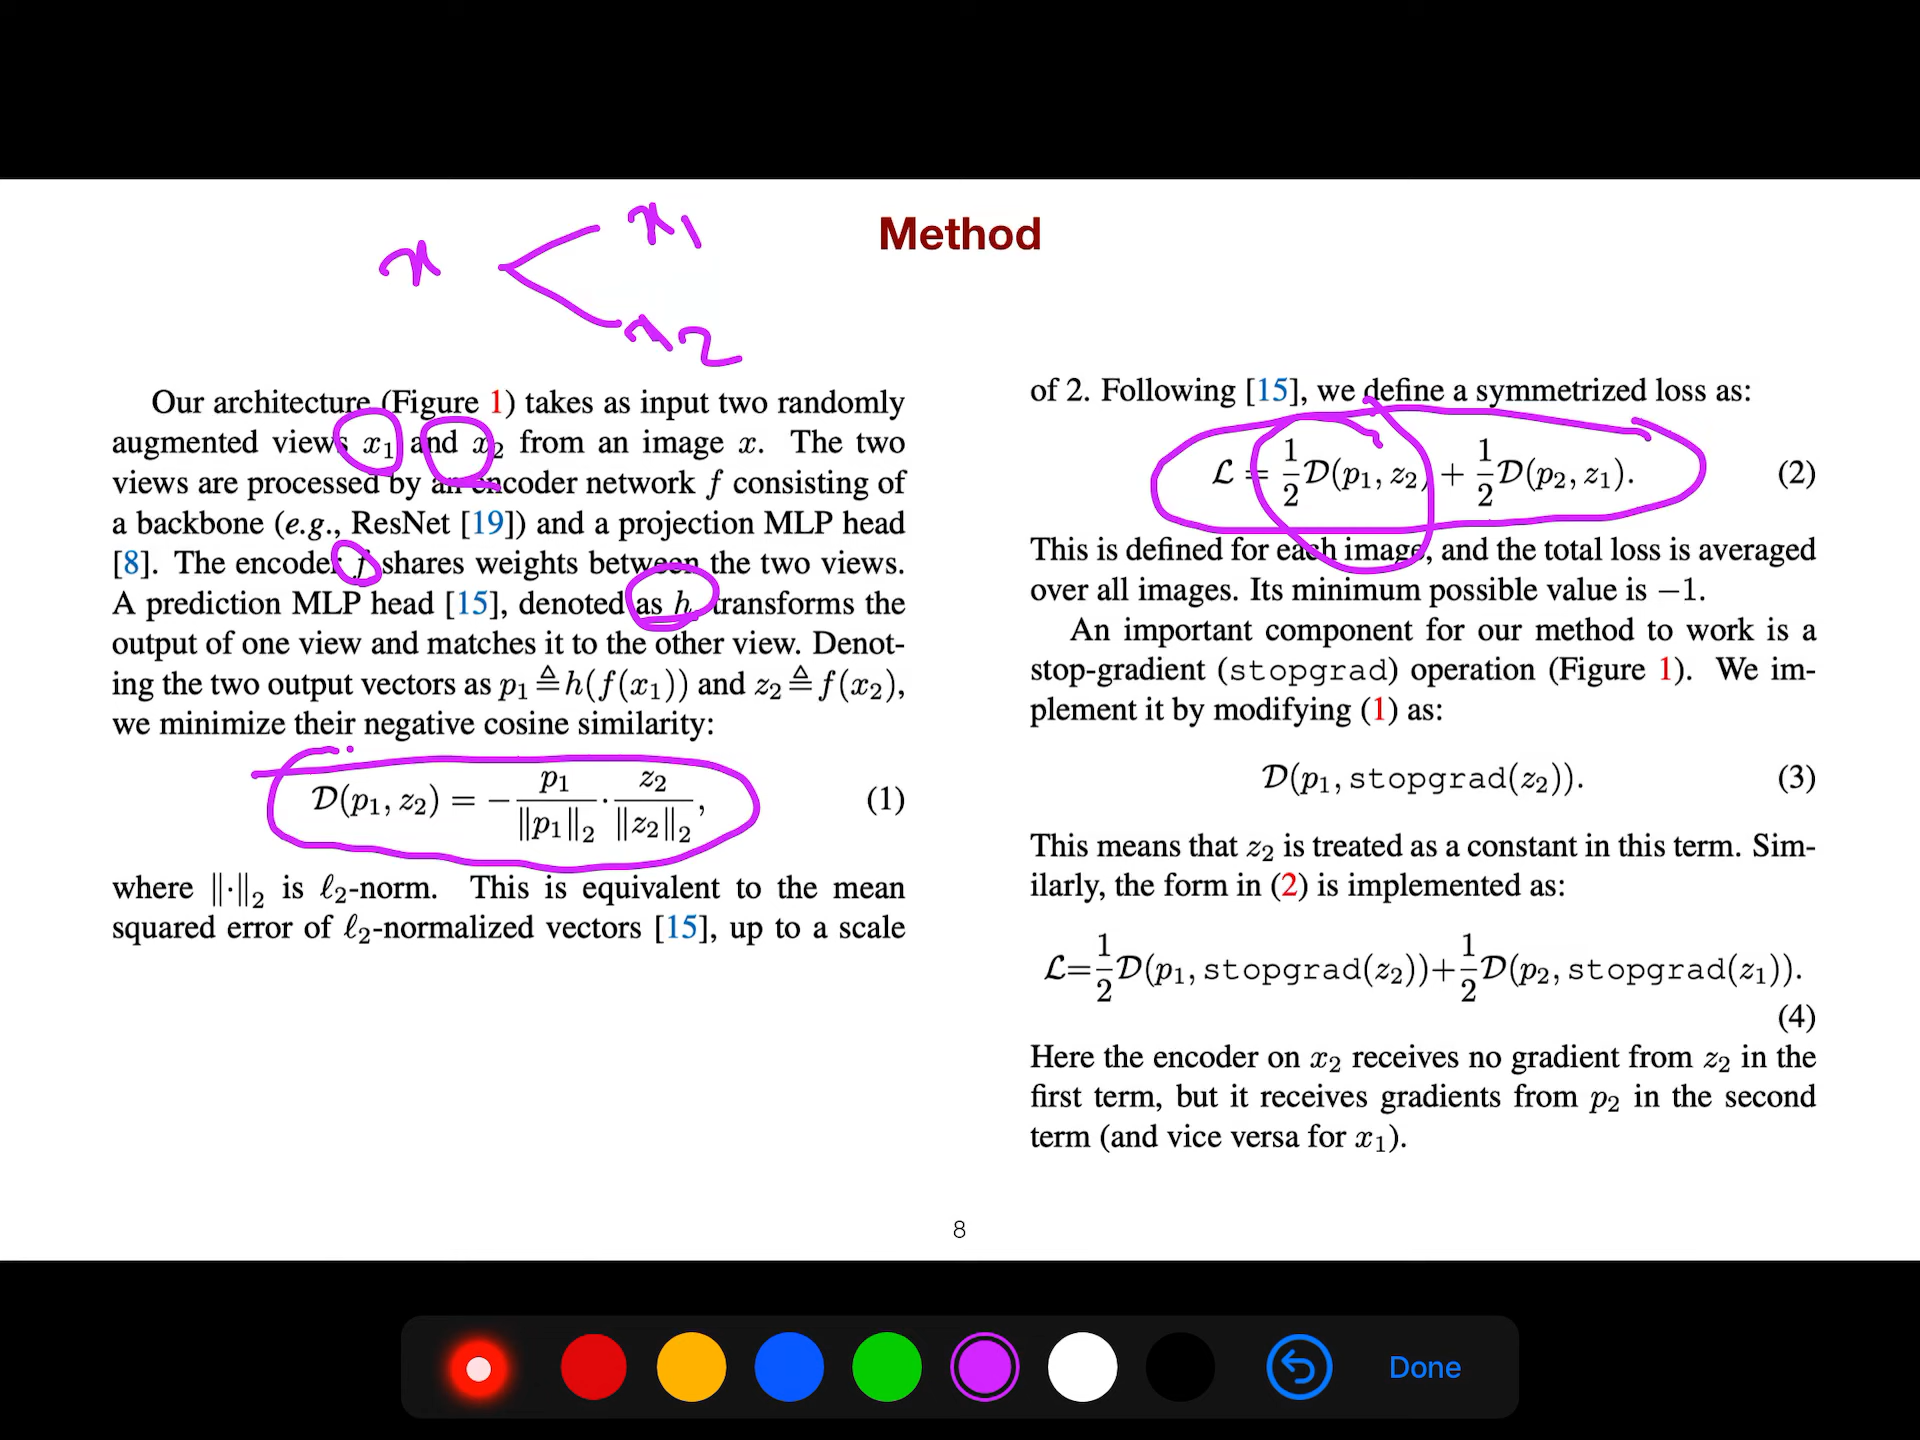 Method
x
x1
x2
Our architecture (Figure 1) takes as input two randomly
augmented views x₁ and x₂ from an image x. The two
views are processed by an encoder network f consisting of
a backbone (e.g., ResNet [19]) and a projection MLP head
[8]. The encoder f shares weights between the two views.
A prediction MLP head [15], denoted as h, transforms the
output of one view and matches it to the other view. Denot-
ing the two output vectors as p₁ ≜ h(f(x₁)) and z₂ ≜ f(x₂),
we minimize their negative cosine similarity:
𝒟(p₁, z₂) = − p₁/‖p₁‖₂ · z₂/‖z₂‖₂, (1)
where ‖·‖₂ is ℓ₂-norm. This is equivalent to the mean
squared error of ℓ₂-normalized vectors [15], up to a scale
of 2. Following [15], we define a symmetrized loss as:
ℒ = 1/2 𝒟(p₁, z₂) + 1/2 𝒟(p₂, z₁). (2)
This is defined for each image, and the total loss is averaged
over all images. Its minimum possible value is −1.
An important component for our method to work is a
stop-gradient (stopgrad) operation (Figure 1). We im-
plement it by modifying (1) as:
𝒟(p₁, stopgrad(z₂)). (3)
This means that z₂ is treated as a constant in this term. Sim-
ilarly, the form in (2) is implemented as:
ℒ = 1/2 𝒟(p₁, stopgrad(z₂)) + 1/2 𝒟(p₂, stopgrad(z₁)).
(4)
Here the encoder on x₂ receives no gradient from z₂ in the
first term, but it receives gradients from p₂ in the second
term (and vice versa for x₁).
8
Done